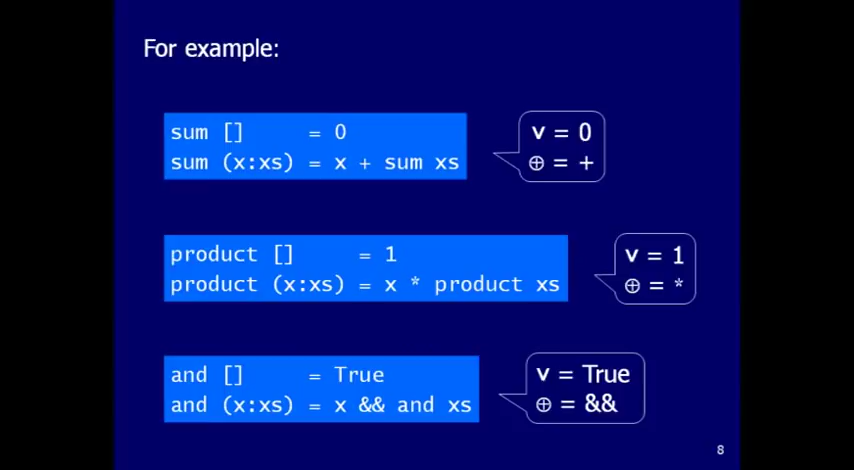 For example:
sum [] = 0
sum (x:xs) = x + sum xs
v = 0
⊕ = +
product [] = 1
product (x:xs) = x * product xs
v = 1
⊕ = *
and [] = True
and (x:xs) = x && and xs
v = True
⊕ = &&
8